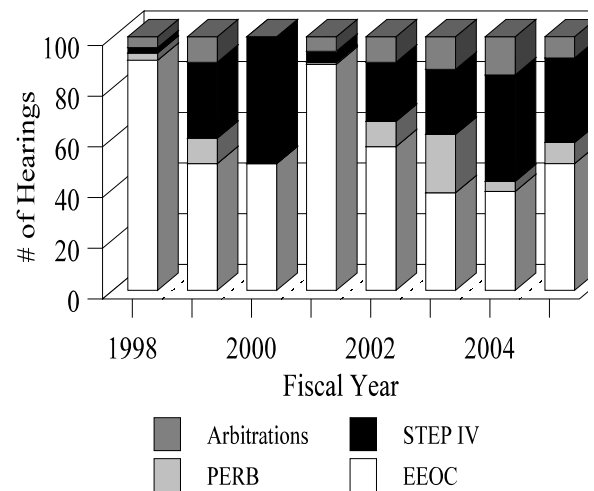 100
80
60
40
20
0
# of Hearings
1998 2000 2002 2004
Fiscal Year
Arbitrations STEP IV
PERB EEOC